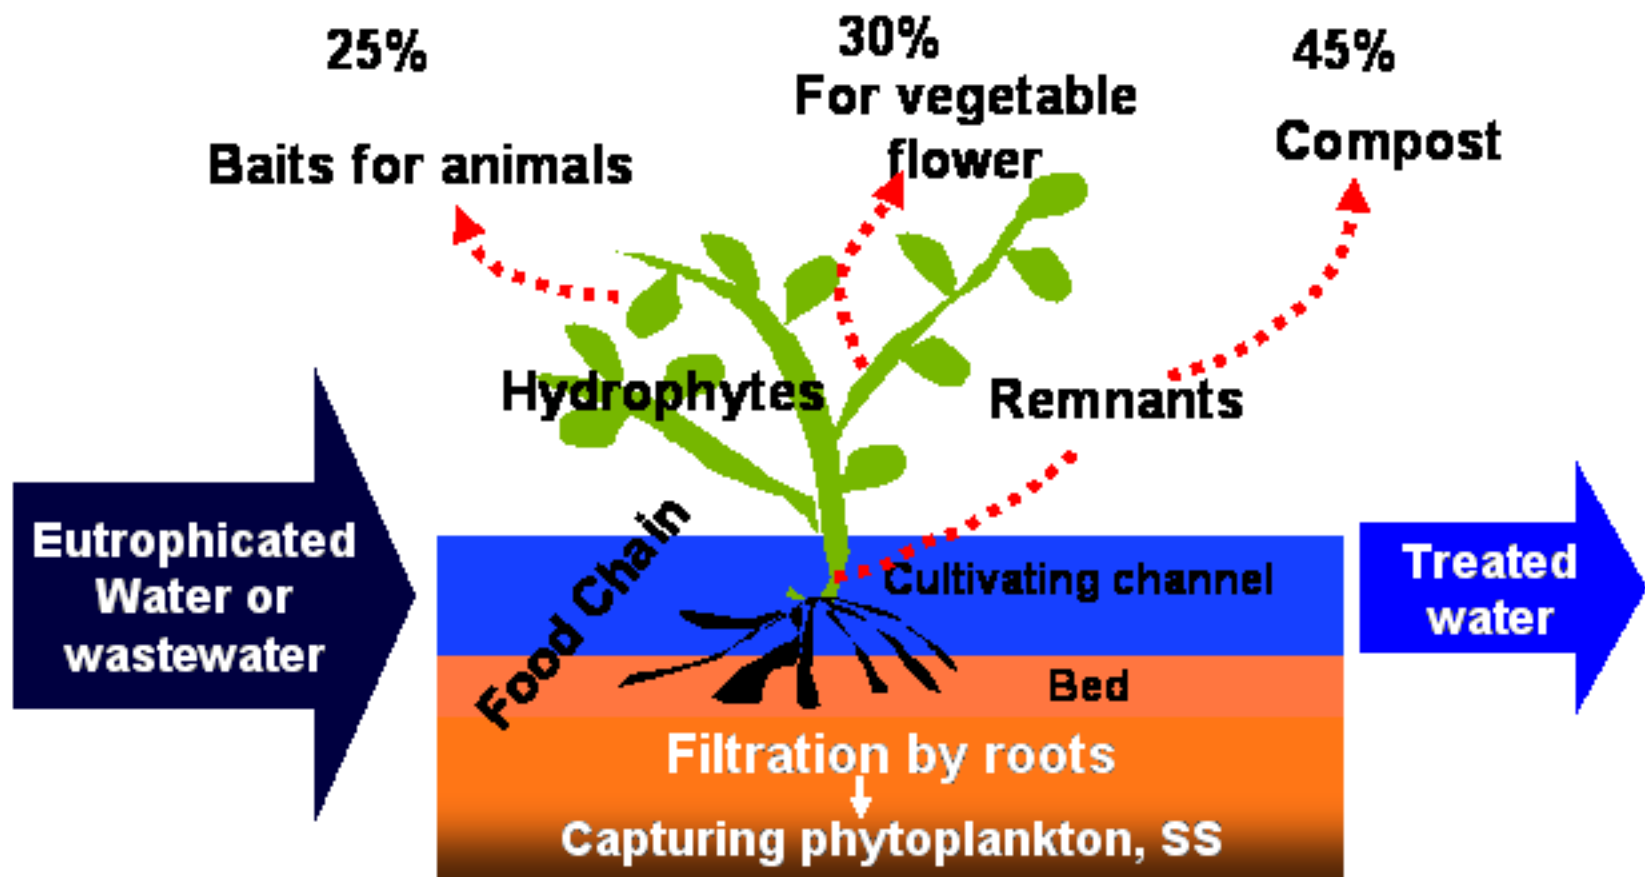 25%
30%
45%
Baits for animals
For vegetable
flower
Compost
Hydrophytes
Remnants
Eutrophicated
Water or
wastewater
Food Chain
Cultivating channel
Bed
Treated
water
Filtration by roots
Capturing phytoplankton, SS